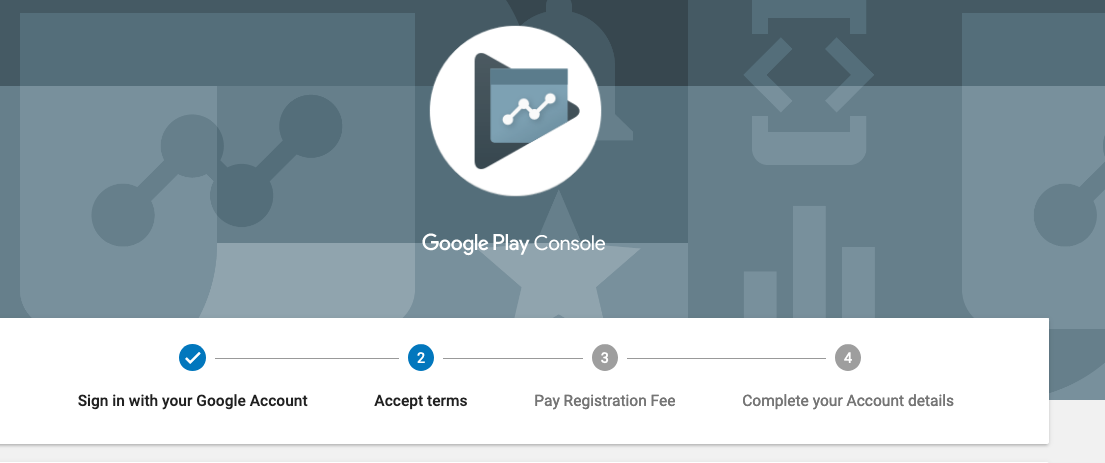 Google Play Console
2
3
4
Sign in with your Google Account
Accept terms
Pay Registration Fee
Complete your Account details